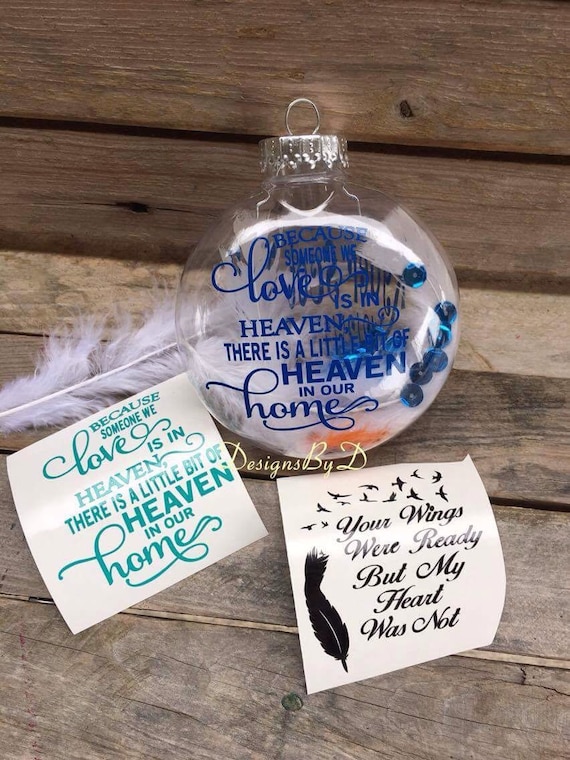 BECAUSE
SOMEONE WE
love IS IN
HEAVEN
THERE IS A LITTLE BIT OF
HEAVEN
IN OUR
home
DesignsByD
BECAUSE
SOMEONE WE
love IS IN
HEAVEN
THERE IS A LITTLE BIT OF
HEAVEN
IN OUR
home
Your Wings
Were Ready
But My
Heart
Was Not